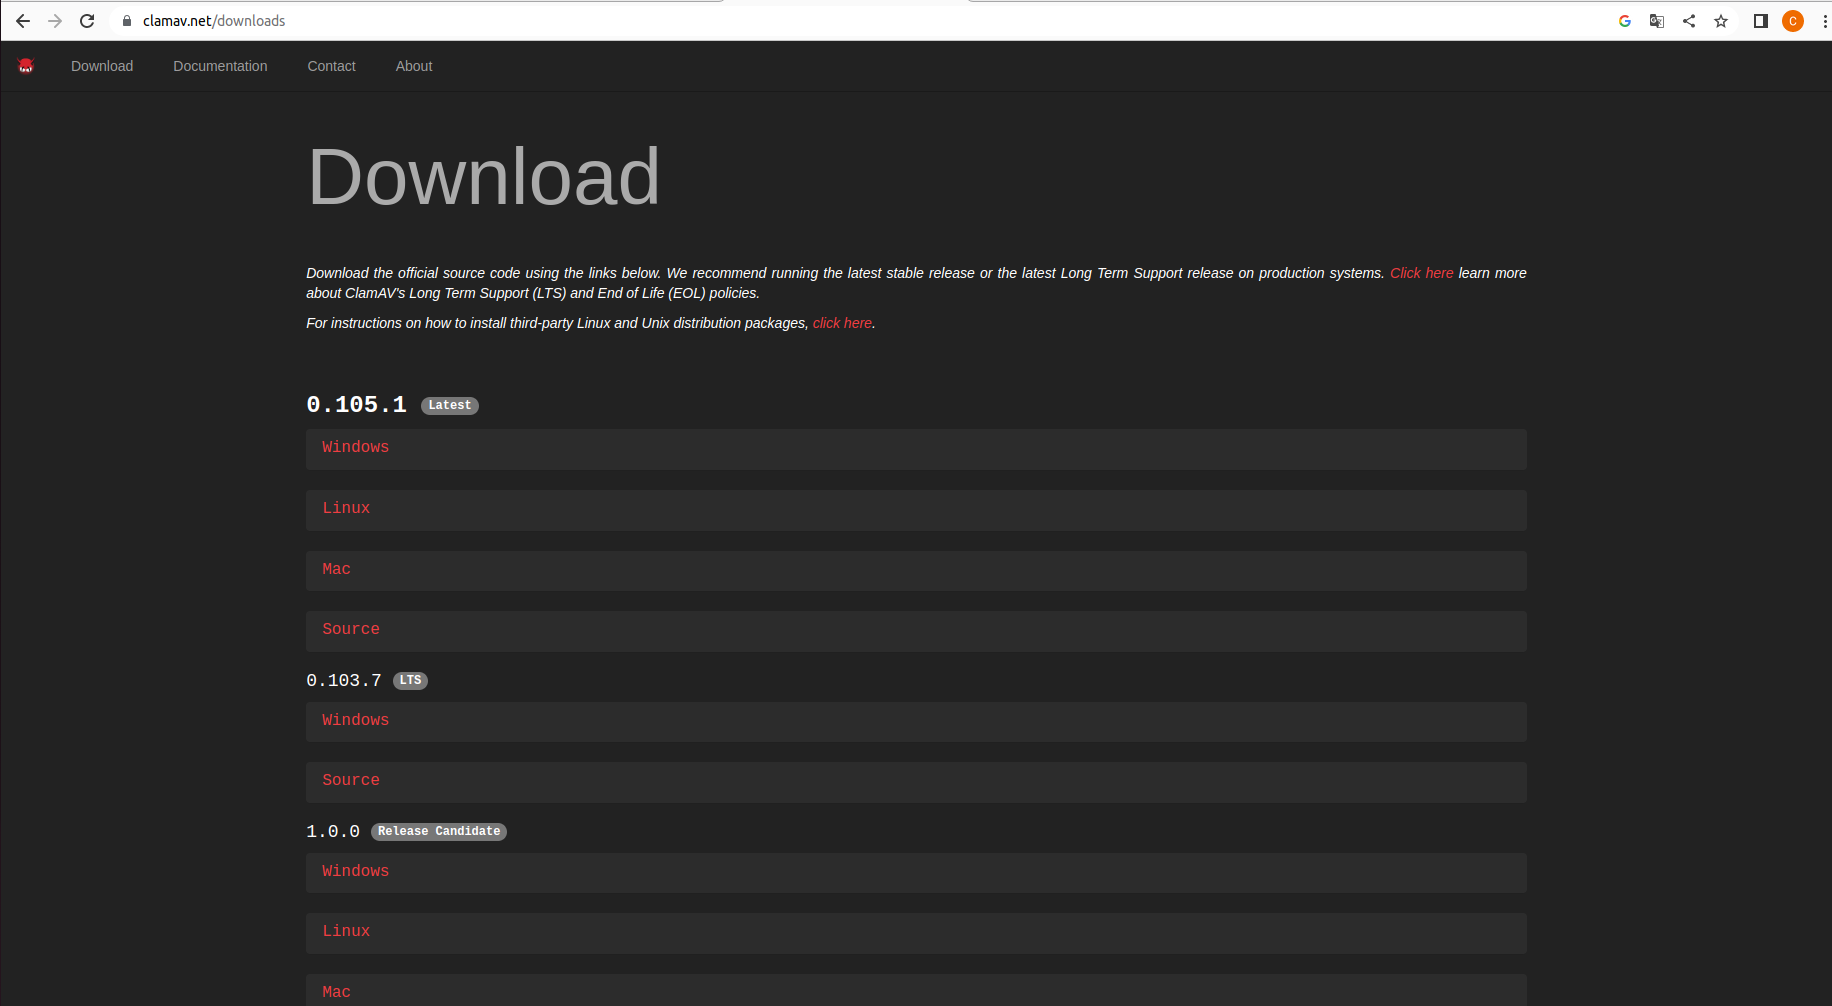 clamav.net/downloads
C
Download Documentation Contact About
Download
Download the official source code using the links below. We recommend running the latest stable release or the latest Long Term Support release on production systems. Click here learn more
about ClamAV's Long Term Support (LTS) and End of Life (EOL) policies.
For instructions on how to install third-party Linux and Unix distribution packages, click here.
0.105.1 Latest
Windows
Linux
Mac
Source
0.103.7 LTS
Windows
Source
1.0.0 Release Candidate
Windows
Linux
Mac